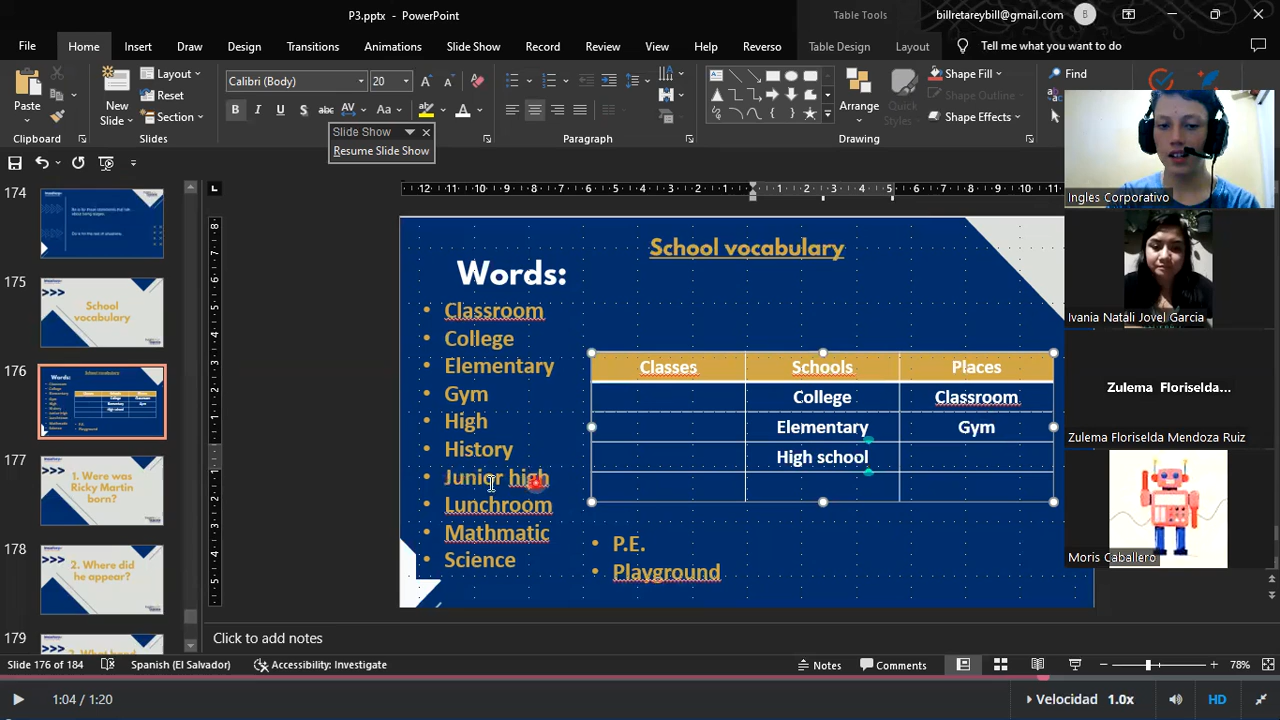 P3.pptx - PowerPoint
Table Tools
billretareybill@gmail.com
B
File
Home
Insert
Draw
Design
Transitions
Animations
Slide Show
Record
Review
View
Help
Reverso
Table Design
Layout
Tell me what you want to do
Paste
Clipboard
New
Slide
Layout
Reset
Section
Slides
Calibri (Body)
20
Slide Show
Resume Slide Show
Paragraph
Arrange
Quick
Styles
Shape Fill
Shape Outline
Shape Effects
Drawing
Find
174
175
School
vocabulary
176
177
1. Were was
Ricky Martin
born?
178
2. Where did
he appear?
179
School vocabulary
Words:
• Classroom
• College
• Elementary
• Gym
• High
• History
• Junior high
• Lunchroom
• Mathmatic
• Science
• P.E.
• Playground
Classes Schools Places
College Classroom
Elementary Gym
High school
Ingles Corporativo
Ivania Natáli Jovel Garcia
Zulema Floriselda...
Zulema Floriselda Mendoza Ruiz
Moris Caballero
Click to add notes
Slide 176 of 184
Spanish (El Salvador)
Accessibility: Investigate
Notes
Comments
78%
1:04 / 1:20
Velocidad 1.0x
HD